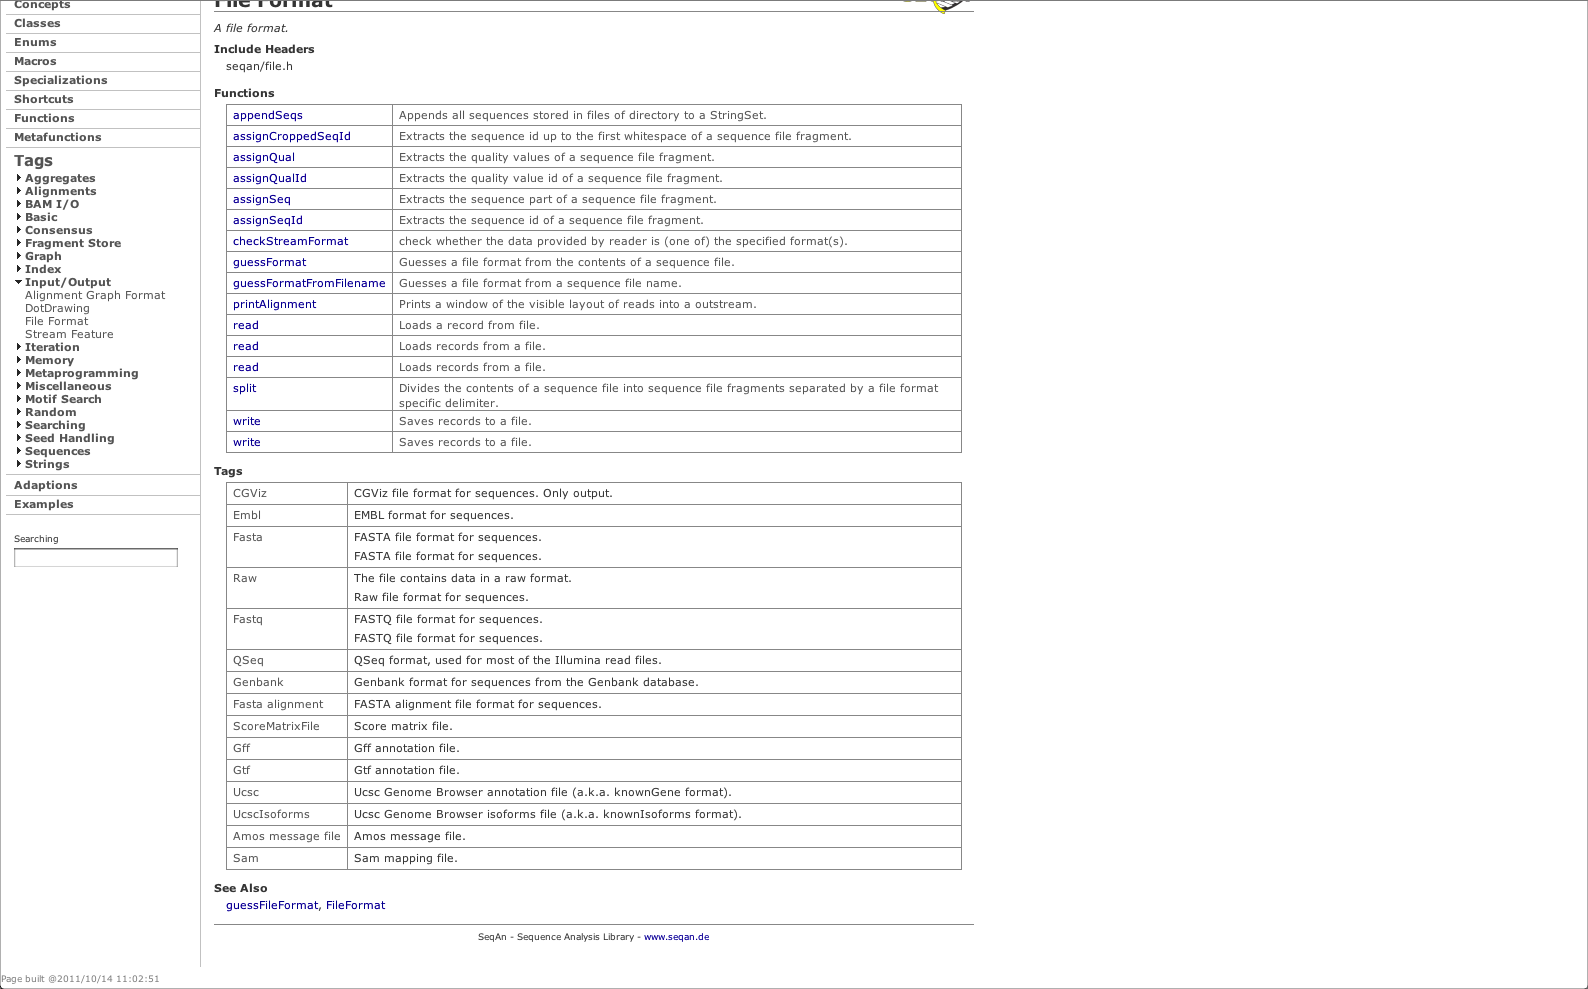 Concepts
Classes
Enums
Macros
Specializations
Shortcuts
Functions
Metafunctions
Tags
Aggregates
Alignments
BAM I/O
Basic
Consensus
Fragment Store
Graph
Index
Input/Output
Alignment Graph Format
DotDrawing
File Format
Stream Feature
Iteration
Memory
Metaprogramming
Miscellaneous
Motif Search
Random
Searching
Seed Handling
Sequences
Strings
Adaptions
Examples
Searching
File Format
A file format.
Include Headers
seqan/file.h
Functions
appendSeqs Appends all sequences stored in files of directory to a StringSet.
assignCroppedSeqId Extracts the sequence id up to the first whitespace of a sequence file fragment.
assignQual Extracts the quality values of a sequence file fragment.
assignQualId Extracts the quality value id of a sequence file fragment.
assignSeq Extracts the sequence part of a sequence file fragment.
assignSeqId Extracts the sequence id of a sequence file fragment.
checkStreamFormat check whether the data provided by reader is (one of) the specified format(s).
guessFormat Guesses a file format from the contents of a sequence file.
guessFormatFromFilename Guesses a file format from a sequence file name.
printAlignment Prints a window of the visible layout of reads into a outstream.
read Loads a record from file.
read Loads records from a file.
read Loads records from a file.
split Divides the contents of a sequence file into sequence file fragments separated by a file format
specific delimiter.
write Saves records to a file.
write Saves records to a file.
Tags
CGViz CGViz file format for sequences. Only output.
Embl EMBL format for sequences.
Fasta FASTA file format for sequences.
FASTA file format for sequences.
Raw The file contains data in a raw format.
Raw file format for sequences.
Fastq FASTQ file format for sequences.
FASTQ file format for sequences.
QSeq QSeq format, used for most of the Illumina read files.
Genbank Genbank format for sequences from the Genbank database.
Fasta alignment FASTA alignment file format for sequences.
ScoreMatrixFile Score matrix file.
Gff Gff annotation file.
Gtf Gtf annotation file.
Ucsc Ucsc Genome Browser annotation file (a.k.a. knownGene format).
UcscIsoforms Ucsc Genome Browser isoforms file (a.k.a. knownIsoforms format).
Amos message file Amos message file.
Sam Sam mapping file.
See Also
guessFileFormat, FileFormat
SeqAn - Sequence Analysis Library - www.seqan.de
Page built @2011/10/14 11:02:51